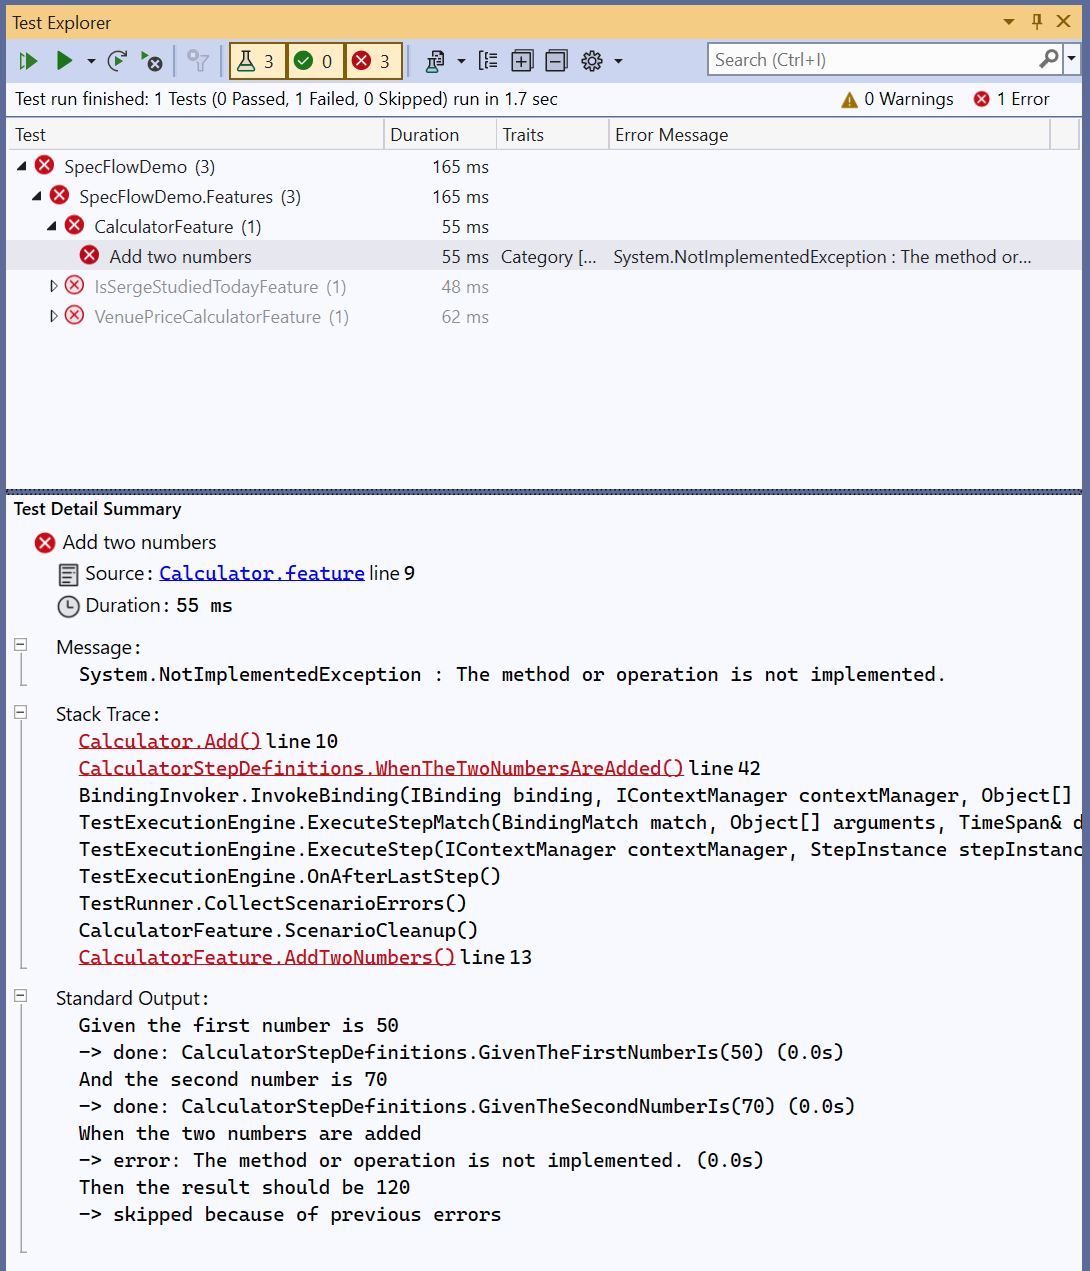 Test Explorer
3 0 3 Search (Ctrl+I)
Test run finished: 1 Tests (0 Passed, 1 Failed, 0 Skipped) run in 1.7 sec 0 Warnings 1 Error
Test Duration Traits Error Message
SpecFlowDemo (3) 165 ms
SpecFlowDemo.Features (3) 165 ms
CalculatorFeature (1) 55 ms
Add two numbers 55 ms Category [... System.NotImplementedException : The method or...
IsSergeStudiedTodayFeature (1) 48 ms
VenuePriceCalculatorFeature (1) 62 ms
Test Detail Summary
Add two numbers
Source: Calculator.feature line 9
Duration: 55 ms
Message:
System.NotImplementedException : The method or operation is not implemented.
Stack Trace:
Calculator.Add() line 10
CalculatorStepDefinitions.WhenTheTwoNumbersAreAdded() line 42
BindingInvoker.InvokeBinding(IBinding binding, IContextManager contextManager, Object[]
TestExecutionEngine.ExecuteStepMatch(BindingMatch match, Object[] arguments, TimeSpan& d
TestExecutionEngine.ExecuteStep(IContextManager contextManager, StepInstance stepInstanc
TestExecutionEngine.OnAfterLastStep()
TestRunner.CollectScenarioErrors()
CalculatorFeature.ScenarioCleanup()
CalculatorFeature.AddTwoNumbers() line 13
Standard Output:
Given the first number is 50
-> done: CalculatorStepDefinitions.GivenTheFirstNumberIs(50) (0.0s)
And the second number is 70
-> done: CalculatorStepDefinitions.GivenTheSecondNumberIs(70) (0.0s)
When the two numbers are added
-> error: The method or operation is not implemented. (0.0s)
Then the result should be 120
-> skipped because of previous errors